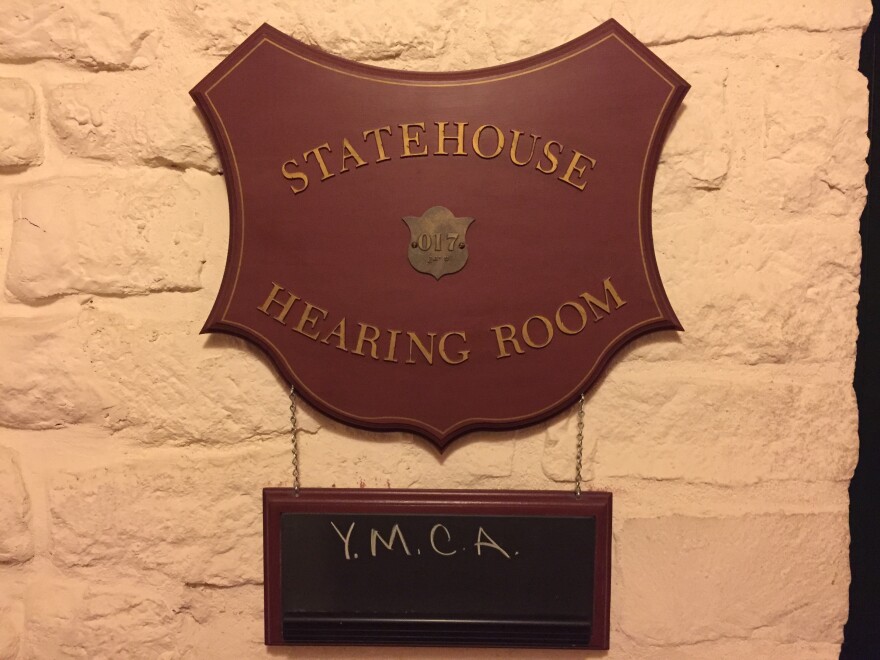 STATEHOUSE
017
HEARING ROOM
Y.M.C.A.